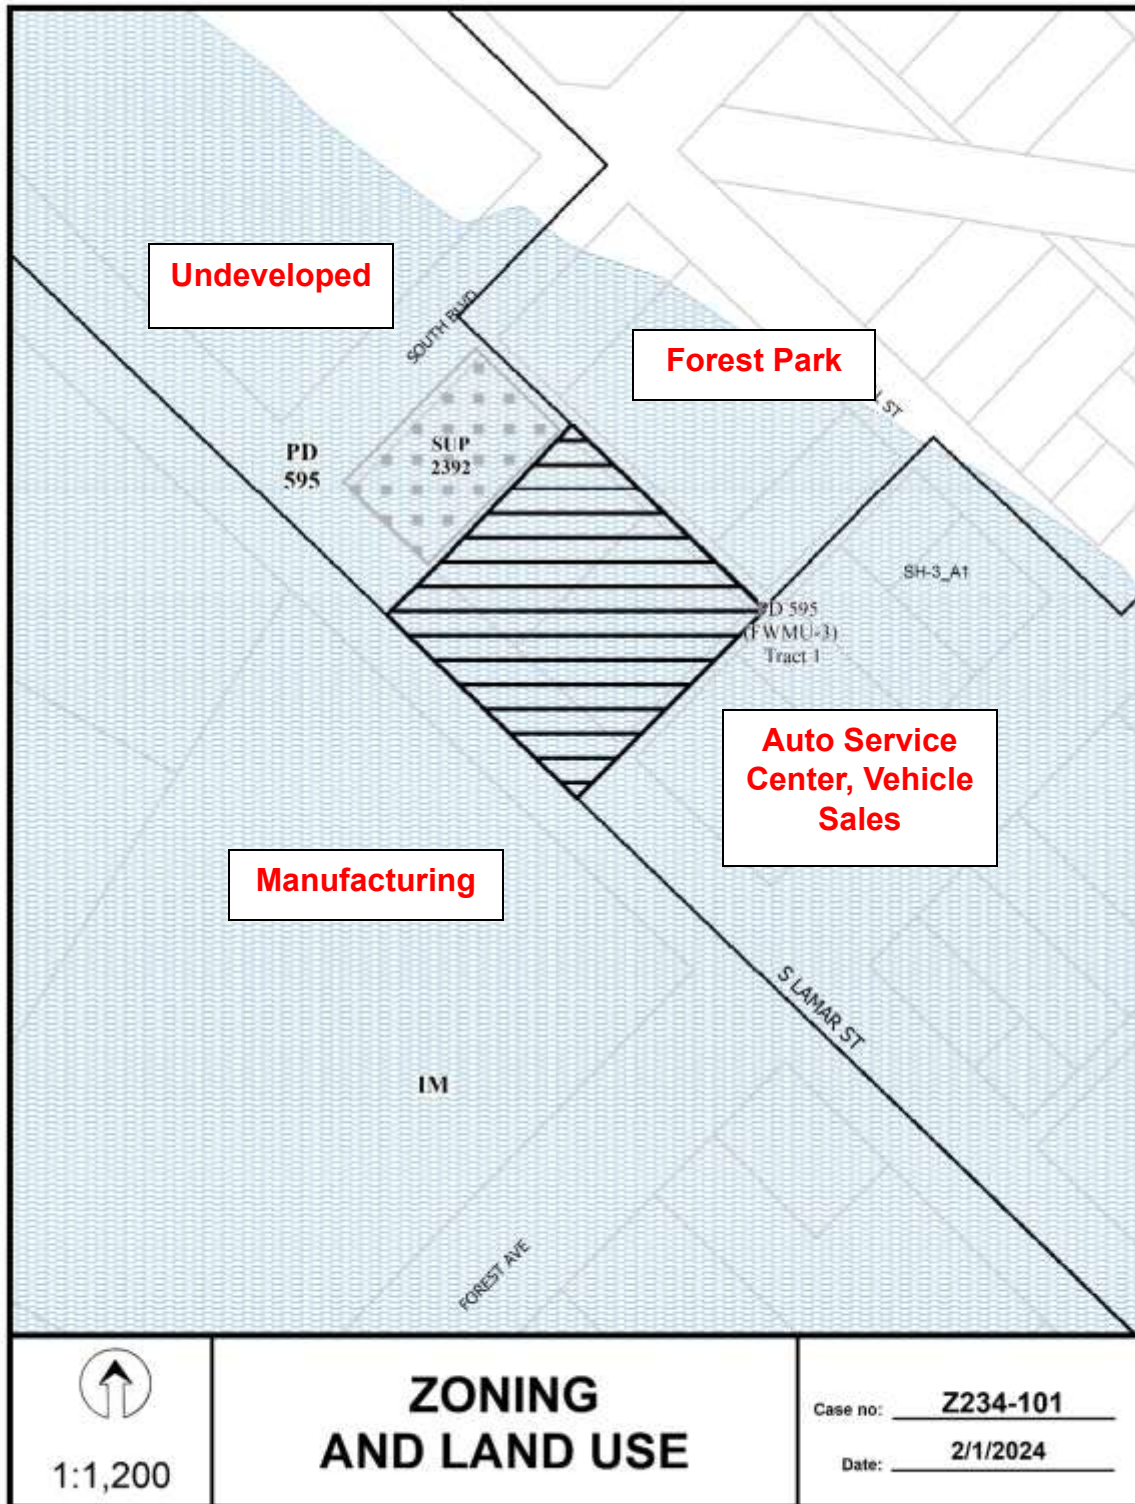 Undeveloped
SOUTH BLVD
Forest Park
ST
PD
595
SUP
2392
SH-3_A1
PD 595
(FWMU-3)
Tract 1
Auto Service
Center, Vehicle
Sales
Manufacturing
S LAMAR ST
IM
FOREST AVE
1:1,200
ZONING
AND LAND USE
Case no: Z234-101
Date: 2/1/2024